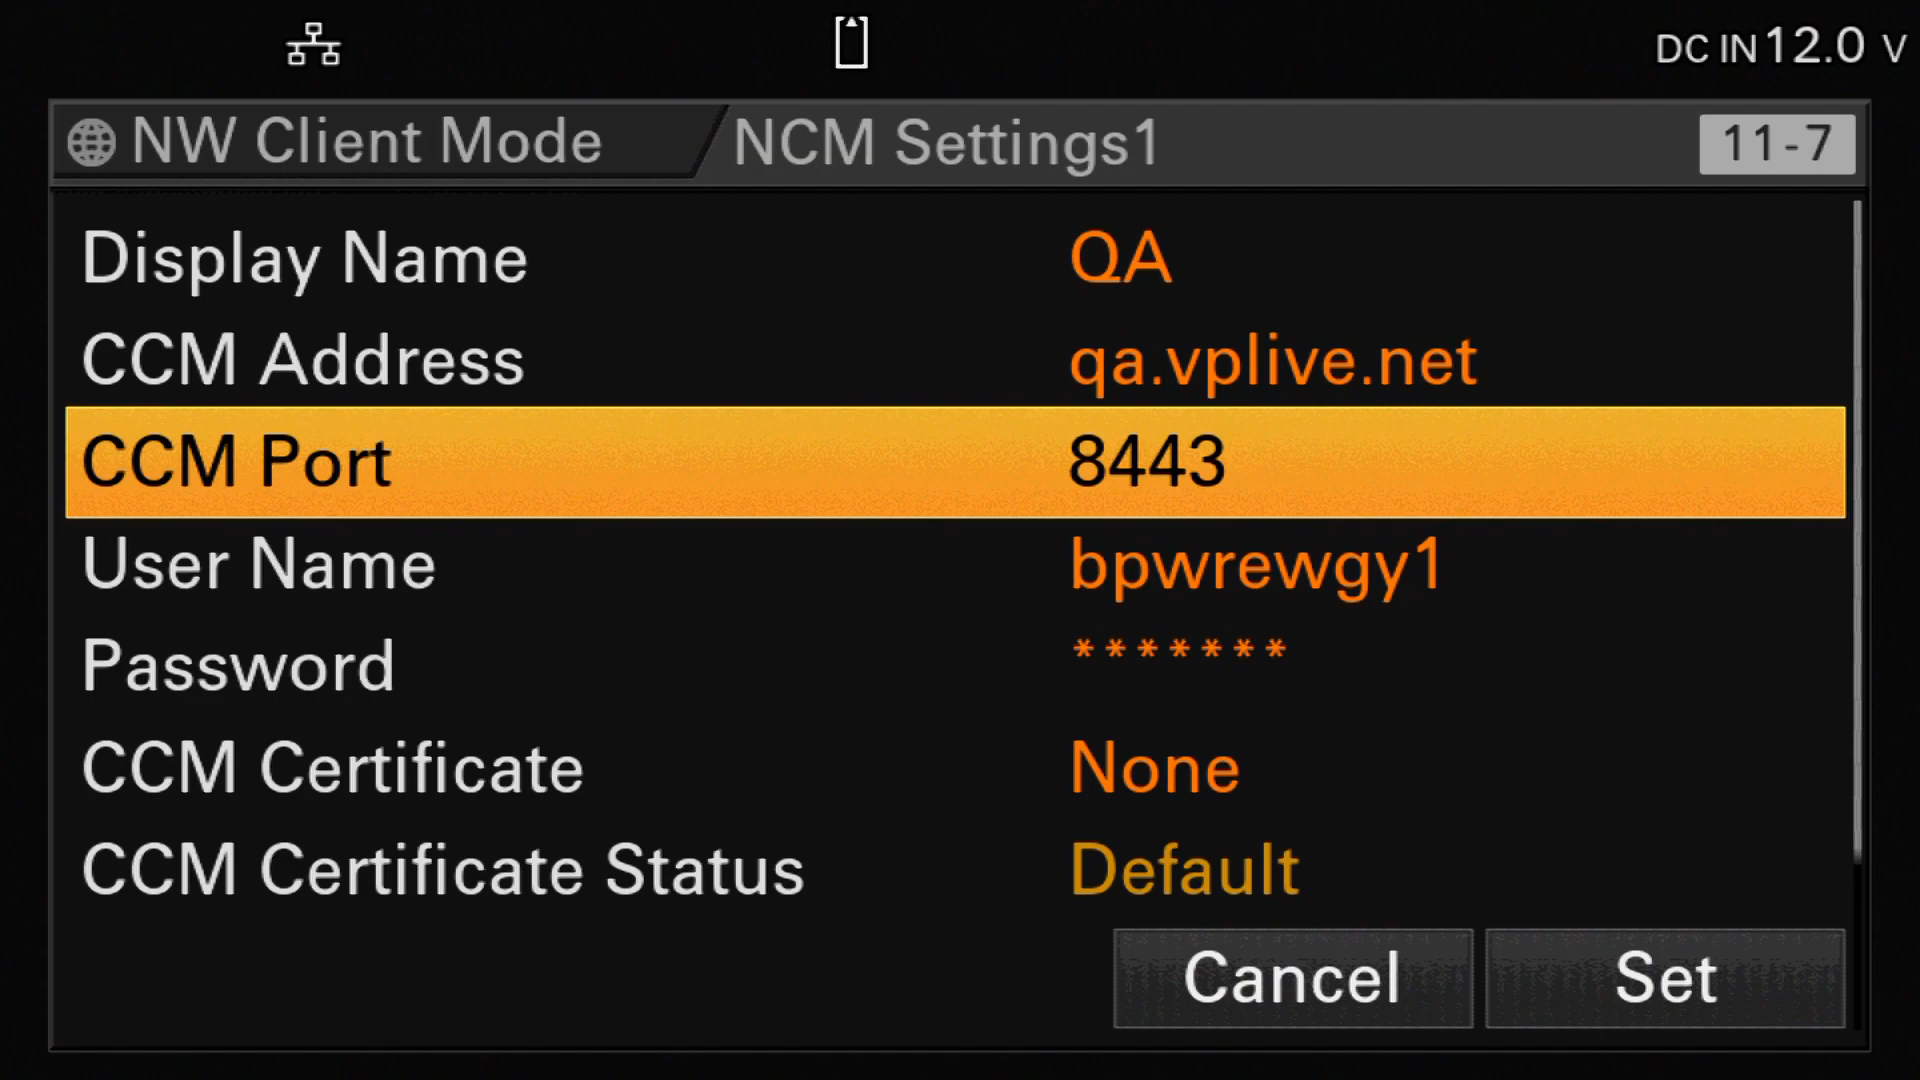 DC IN 12.0 V
NW Client Mode
NCM Settings1
11-7
Display Name QA
CCM Address qa.vplive.net
CCM Port 8443
User Name bpwrewgy1
Password *******
CCM Certificate None
CCM Certificate Status Default
Cancel Set